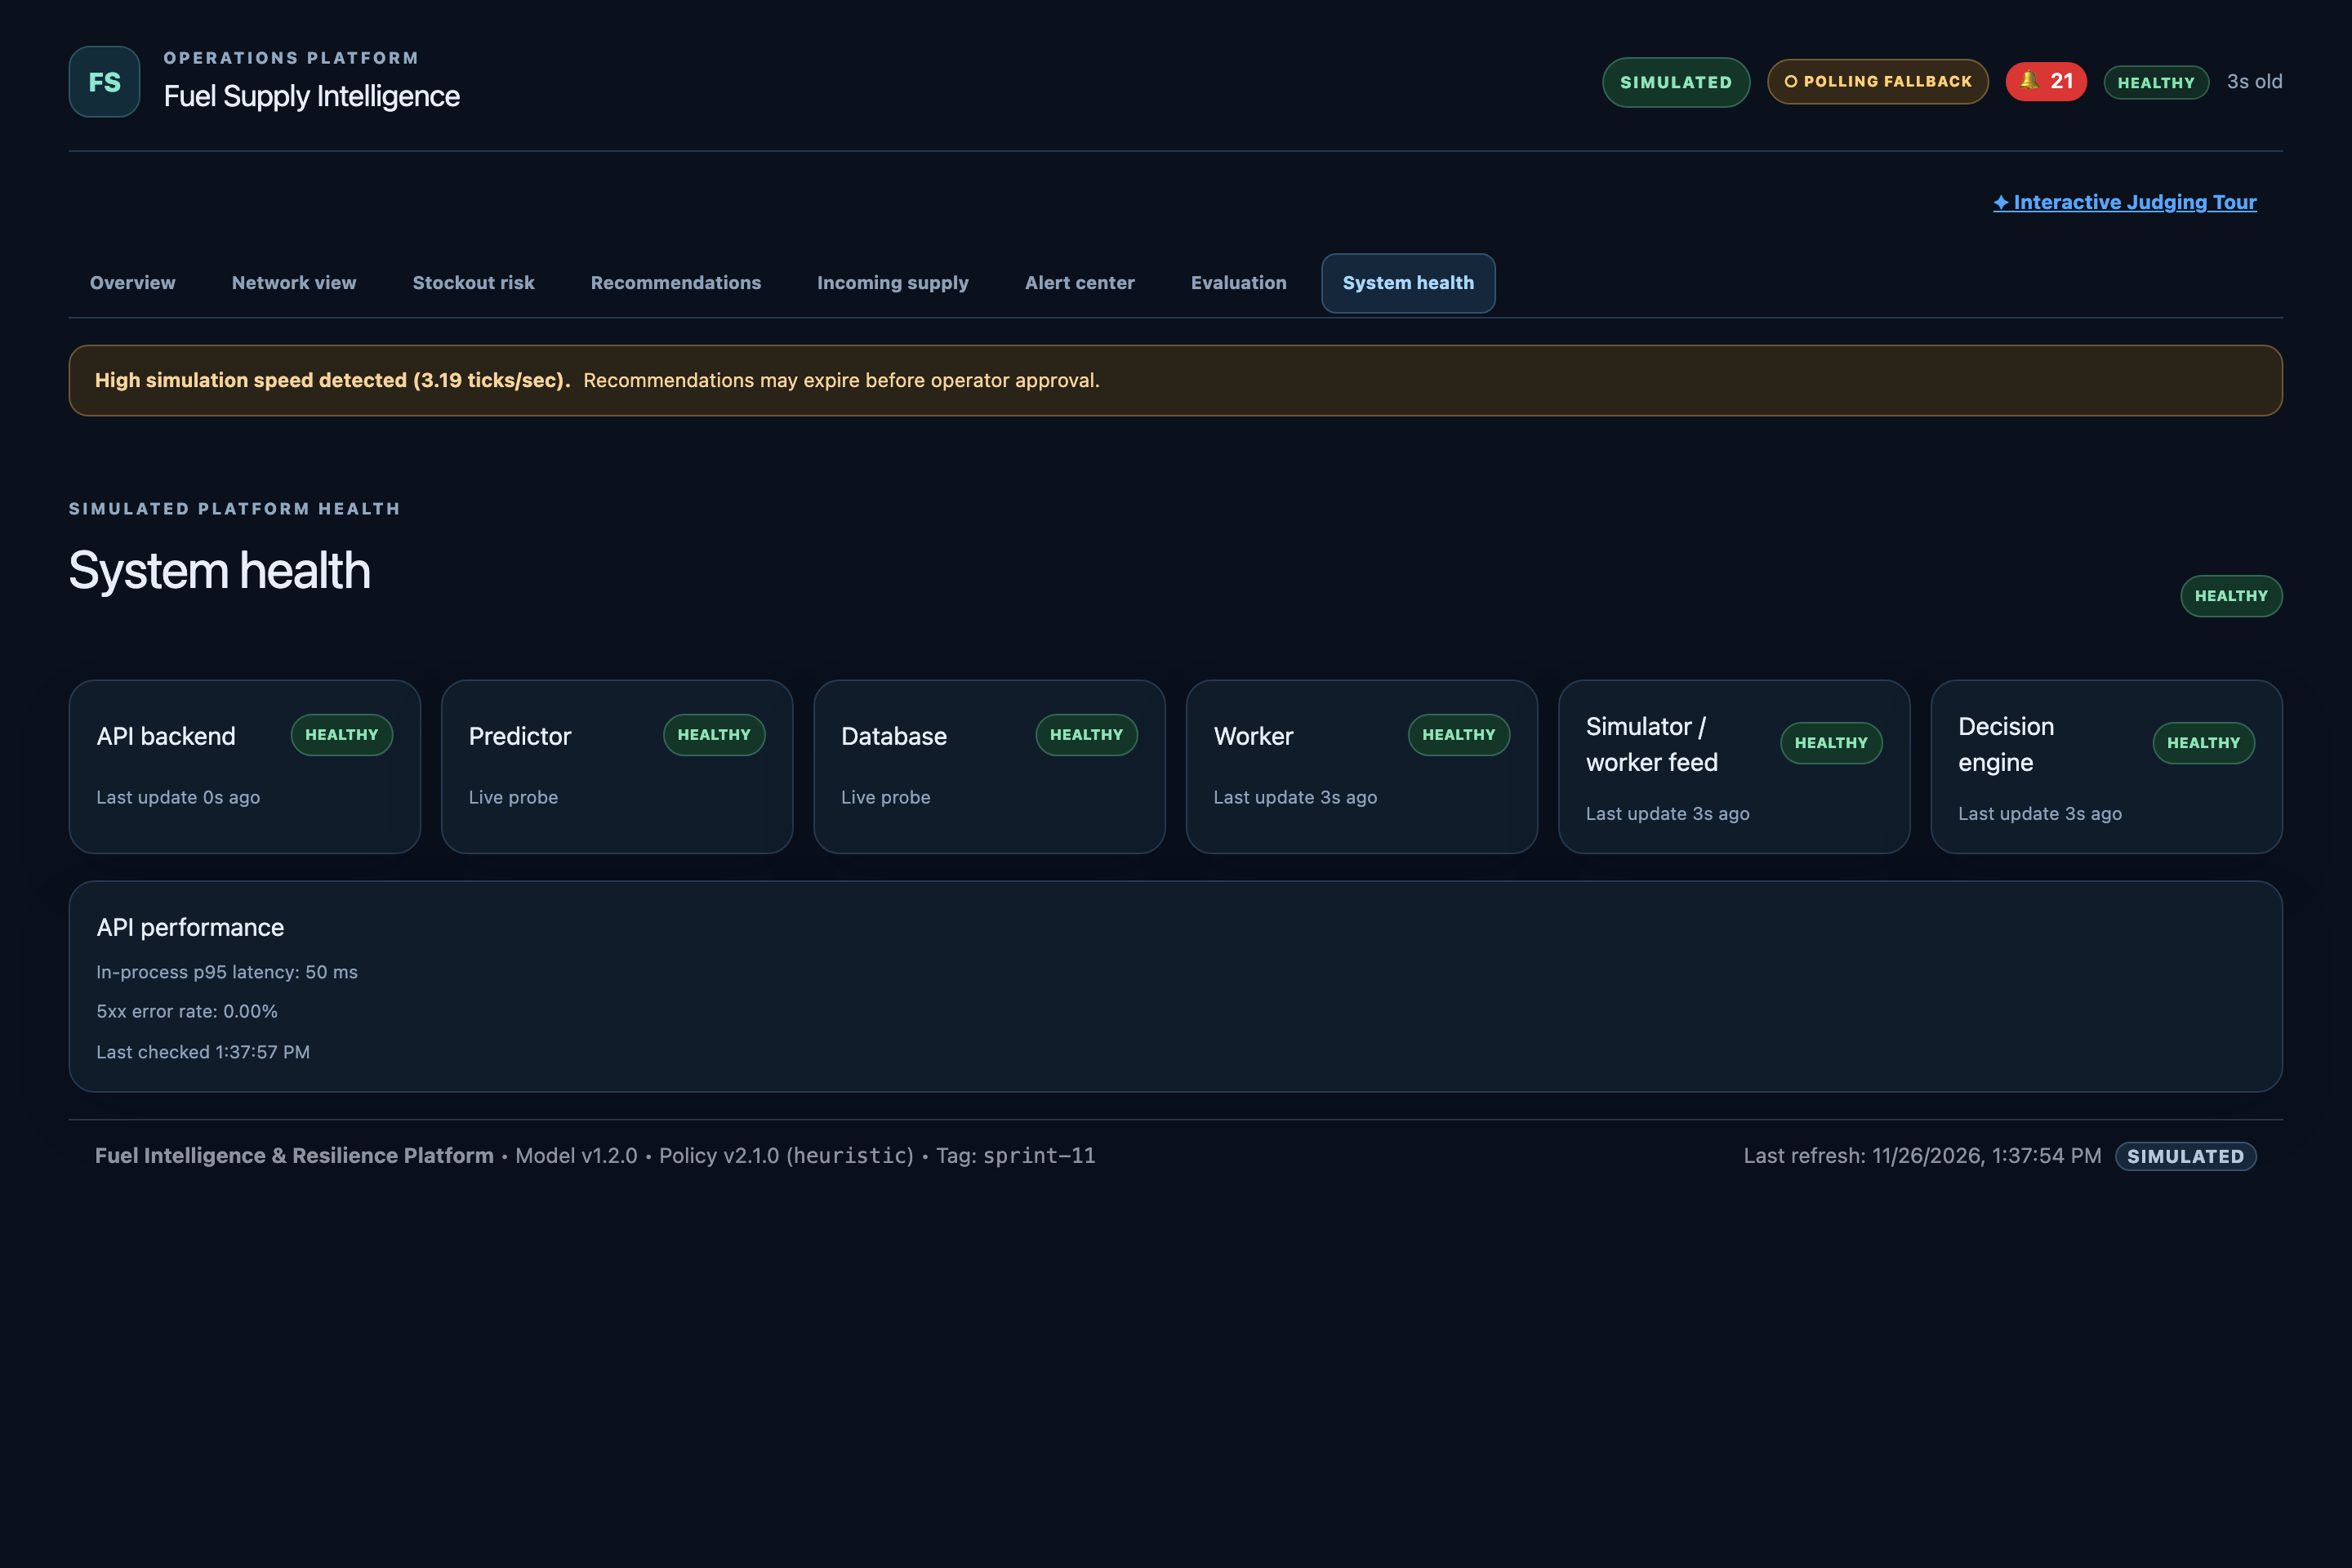 FS
OPERATIONS PLATFORM
Fuel Supply Intelligence
SIMULATED
POLLING FALLBACK
21
HEALTHY
3s old
✦ Interactive Judging Tour
Overview
Network view
Stockout risk
Recommendations
Incoming supply
Alert center
Evaluation
System health
High simulation speed detected (3.19 ticks/sec). Recommendations may expire before operator approval.
SIMULATED PLATFORM HEALTH
System health
HEALTHY
API backend
HEALTHY
Last update 0s ago
Predictor
HEALTHY
Live probe
Database
HEALTHY
Live probe
Worker
HEALTHY
Last update 3s ago
Simulator /
worker feed
HEALTHY
Last update 3s ago
Decision
engine
HEALTHY
Last update 3s ago
API performance
In-process p95 latency: 50 ms
5xx error rate: 0.00%
Last checked 1:37:57 PM
Fuel Intelligence & Resilience Platform • Model v1.2.0 • Policy v2.1.0 (heuristic) • Tag: sprint-11
Last refresh: 11/26/2026, 1:37:54 PM
SIMULATED